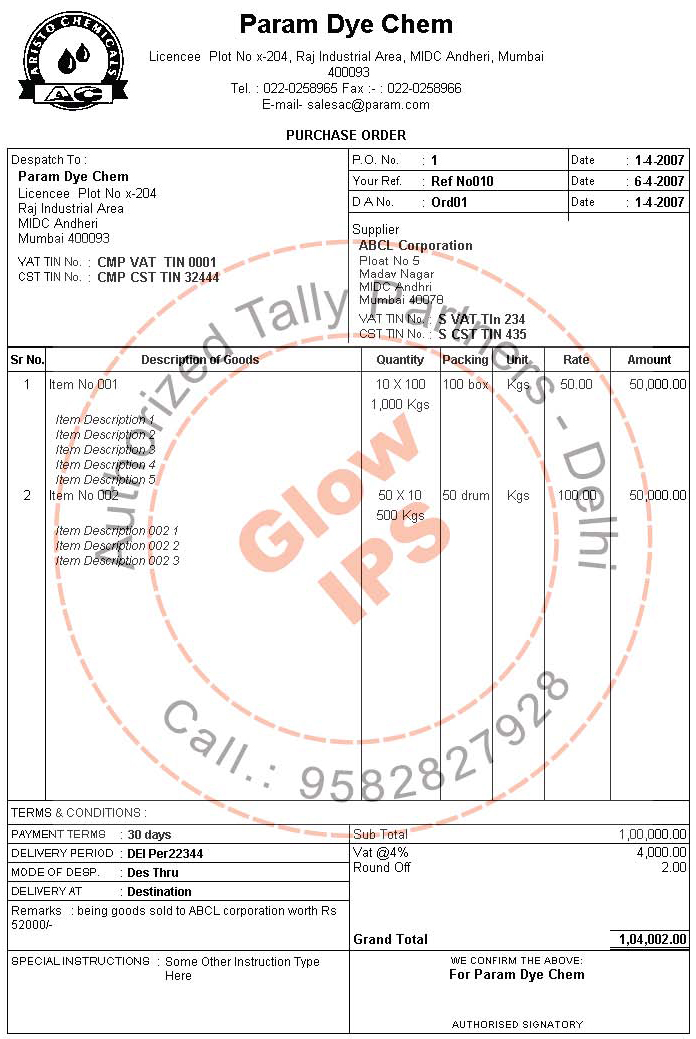 ARISTO CHEMICALS
AC
Param Dye Chem
Licencee Plot No x-204, Raj Industrial Area, MIDC Andheri, Mumbai
400093
Tel. : 022-0258965 Fax :- : 022-0258966
E-mail- salesac@param.com
PURCHASE ORDER
Despatch To :
Param Dye Chem
Licencee Plot No x-204
Raj Industrial Area
MIDC Andheri
Mumbai 400093
VAT TIN No. : CMP VAT TIN 0001
CST TIN No. : CMP CST TIN 32444
P.O. No. : 1 Date : 1-4-2007
Your Ref. : Ref No010 Date : 6-4-2007
D A No. : Ord01 Date : 1-4-2007
Supplier
ABCL Corporation
Ploat No 5
Madav Nagar
MIDC Andhri
Mumbai 40078
VAT TIN No. : S VAT TIn 234
CST TIN No. : S CST TIN 435
Sr No. Description of Goods Quantity Packing Unit Rate Amount
1 Item No 001 10 X 100 100 box Kgs 50.00 50,000.00
1,000 Kgs
Item Description 1
Item Description 2
Item Description 3
Item Description 4
Item Description 5
2 Item No 002 50 X 10 50 drum Kgs 100.00 50,000.00
500 Kgs
Item Description 002 1
Item Description 002 2
Item Description 002 3
Authorized Tally Partners - Delhi
Glow
IPS
Call.: 9582827928
TERMS & CONDITIONS :
PAYMENT TERMS : 30 days
DELIVERY PERIOD : DEl Per22344
MODE OF DESP. : Des Thru
DELIVERY AT : Destination
Remarks : being goods sold to ABCL corporation worth Rs
52000/-
Sub Total 1,00,000.00
Vat @4% 4,000.00
Round Off 2.00
Grand Total 1,04,002.00
SPECIAL INSTRUCTIONS : Some Other Instruction Type
Here
WE CONFIRM THE ABOVE:
For Param Dye Chem
AUTHORISED SIGNATORY